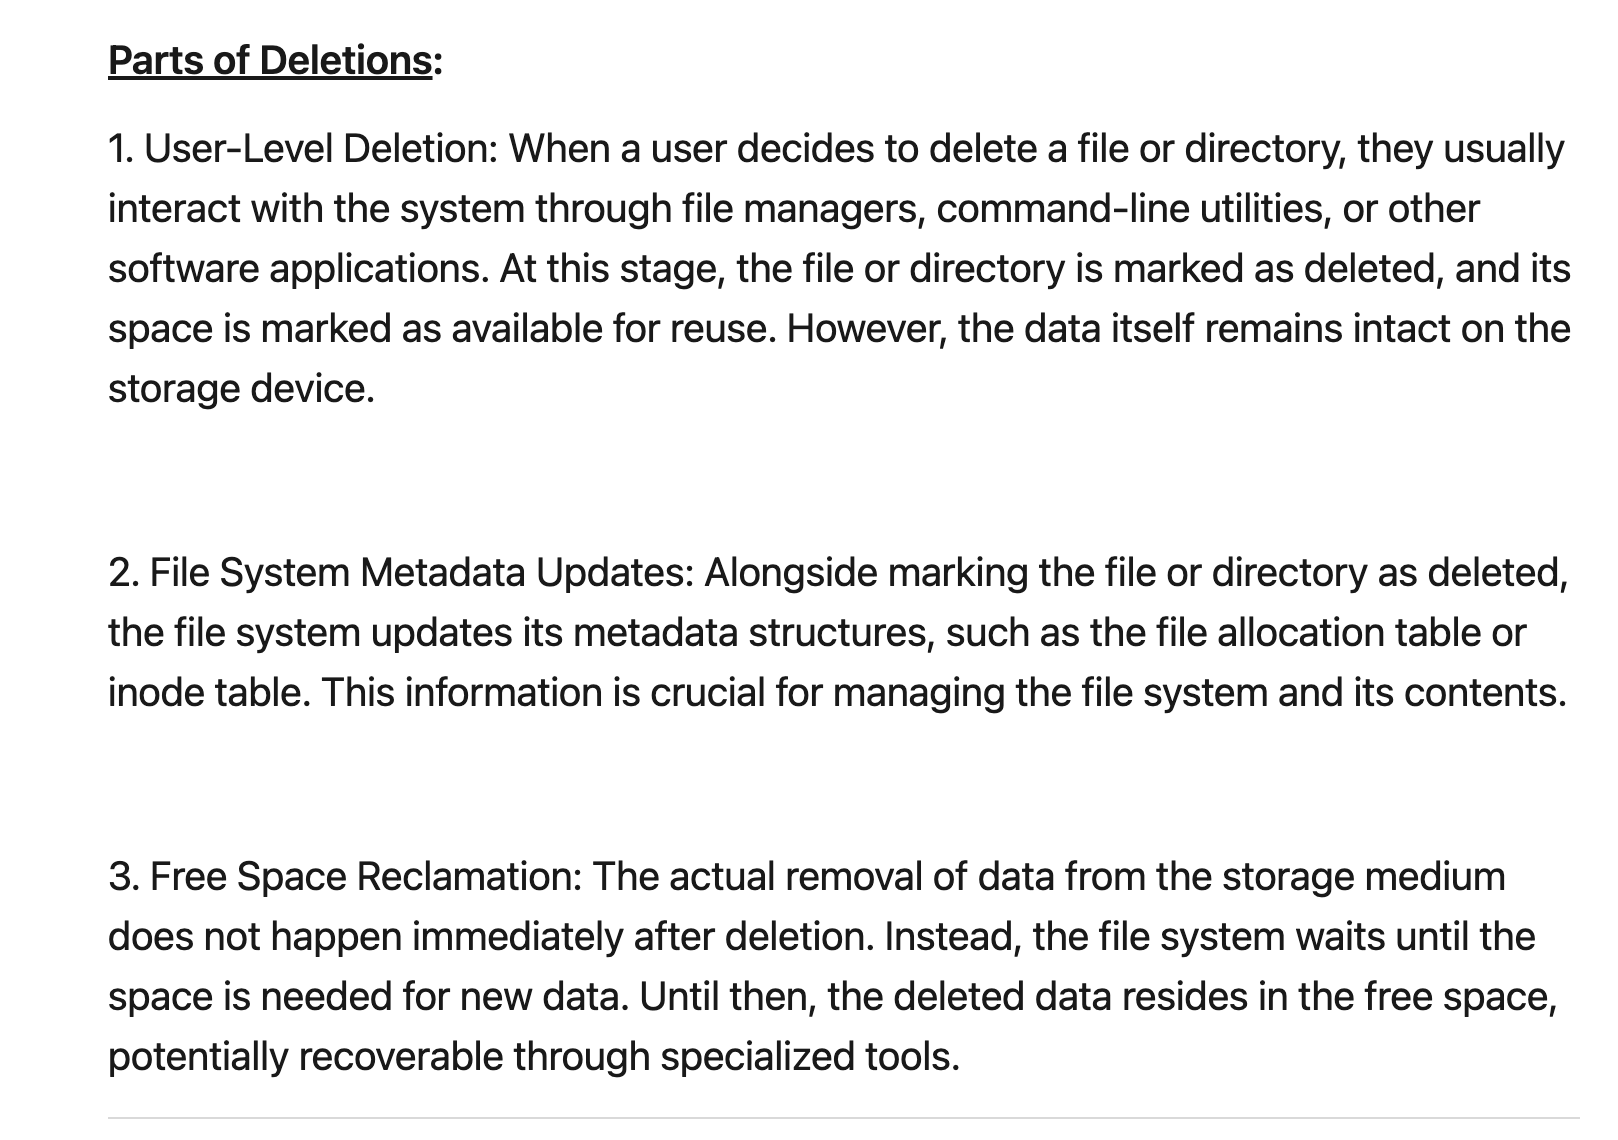 Parts of Deletions:
1. User-Level Deletion: When a user decides to delete a file or directory, they usually
interact with the system through file managers, command-line utilities, or other
software applications. At this stage, the file or directory is marked as deleted, and its
space is marked as available for reuse. However, the data itself remains intact on the
storage device.
2. File System Metadata Updates: Alongside marking the file or directory as deleted,
the file system updates its metadata structures, such as the file allocation table or
inode table. This information is crucial for managing the file system and its contents.
3. Free Space Reclamation: The actual removal of data from the storage medium
does not happen immediately after deletion. Instead, the file system waits until the
space is needed for new data. Until then, the deleted data resides in the free space,
potentially recoverable through specialized tools.